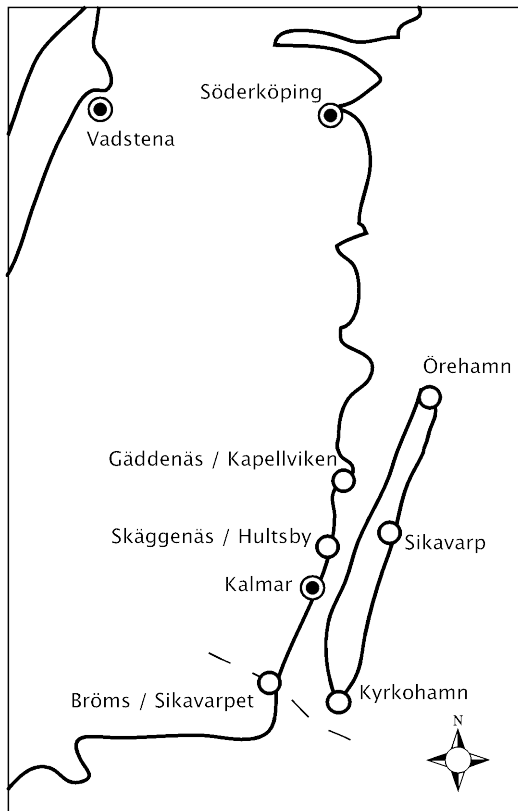 Söderköping
Vadstena
Örehamn
Gäddenäs / Kapellviken
Skäggenäs / Hultsby
Sikavarp
Kalmar
Bröms / Sikavarpet
Kyrkohamn
N